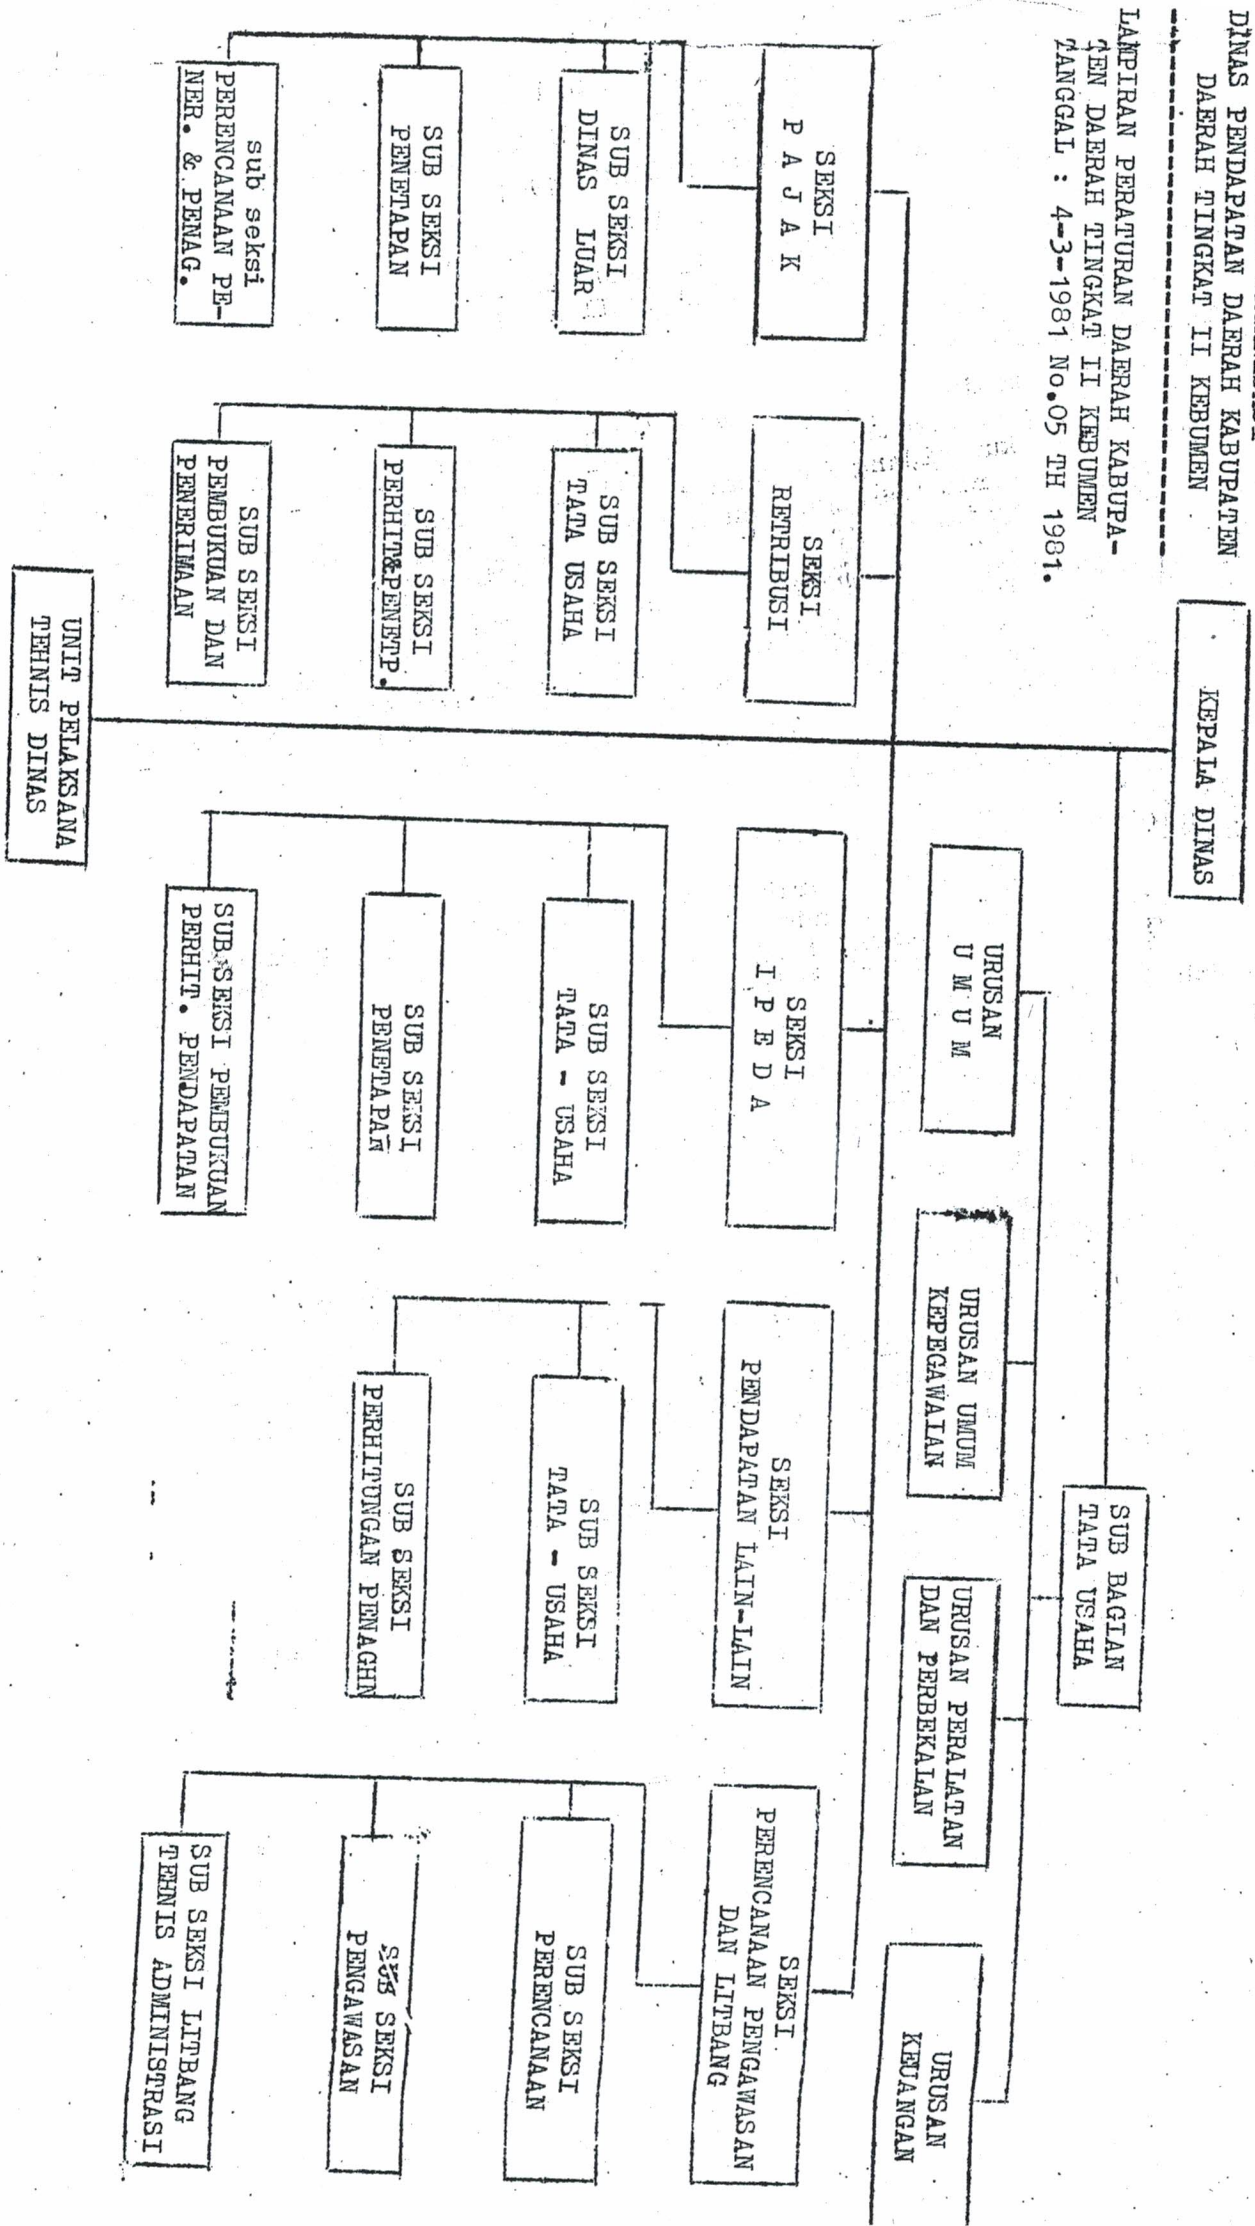 DINAS PENDAPATAN DAERAH KABUPATEN
DAERAH TINGKAT II KEBUMEN
LAMPIRAN PERATURAN DAERAH KABUPA-
TEN DAERAH TINGKAT II KEBUMEN
TANGGAL : 4-3-1981 No.05 TH 1981.
KEPALA DINAS
SUB BAGIAN
TATA USAHA
URUSAN
U M U M
URUSAN UMUM
KEPEGAWAIAN
URUSAN PERALATAN
DAN PERBEKALAN
URUSAN
KEUANGAN
SEKSI
P A J A K
SEKSI
RETRIBUSI
SEKSI
I P E D A
SEKSI
PENDAPATAN LAIN-LAIN
SEKSI
PERENCANAAN PENGAWASAN
DAN LITBANG
SUB SEKSI
DINAS LUAR
SUB SEKSI
TATA USAHA
SUB SEKSI
TATA - USAHA
SUB SEKSI
TATA - USAHA
SUB SEKSI
PERENCANAAN
SUB SEKSI
PENETAPAN
SUB SEKSI
PERHIT&PENETP.
SUB SEKSI
PENETAPAN
SUB SEKSI
PERHITUNGAN PENAGHN
SUB SEKSI
PENGAWASAN
sub seksi
PERENCANAAN PE-
NER. & PENAG.
SUB SEKSI
PEMBUKUAN DAN
PENERIMAAN
SUB SEKSI PEMBUKUAN
PERHIT. PENDAPATAN
SUB SEKSI LITBANG
TEHNIS ADMINISTRASI
UNIT PELAKSANA
TEHNIS DINAS